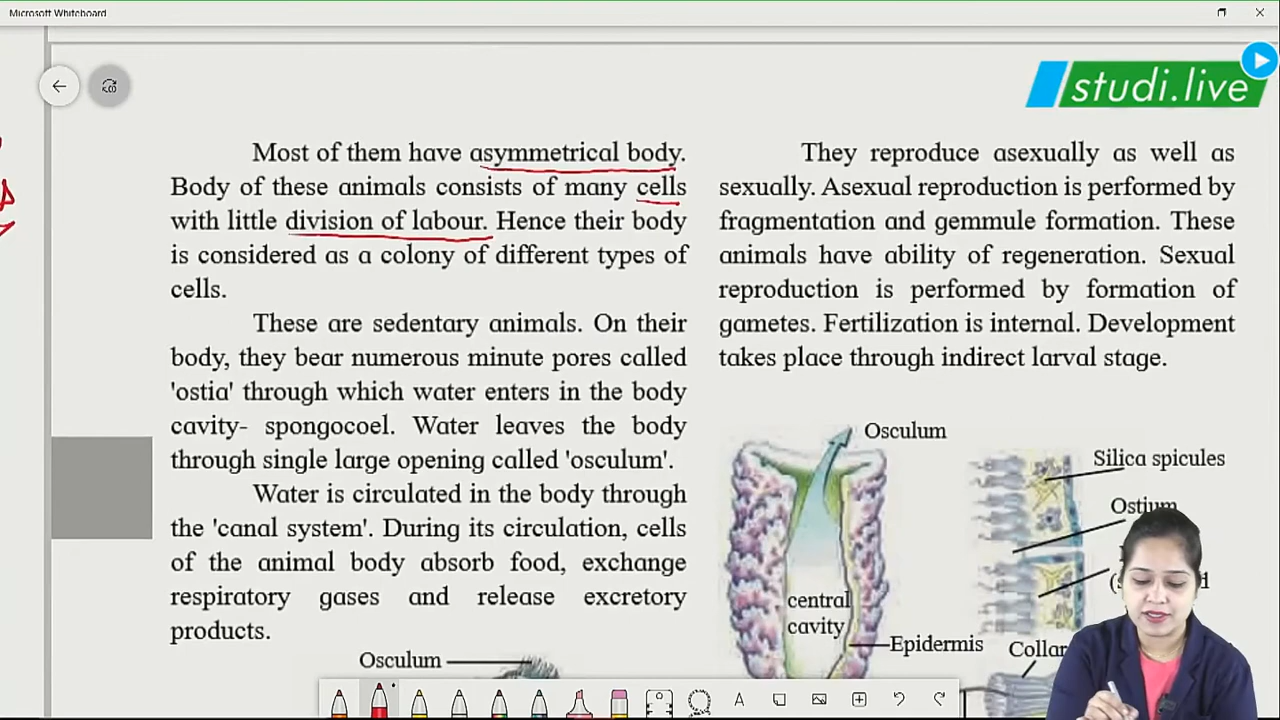 Microsoft Whiteboard
studi.live
Most of them have asymmetrical body.
Body of these animals consists of many cells
with little division of labour. Hence their body
is considered as a colony of different types of
cells.
These are sedentary animals. On their
body, they bear numerous minute pores called
'ostia' through which water enters in the body
cavity- spongocoel. Water leaves the body
through single large opening called 'osculum'.
Water is circulated in the body through
the 'canal system'. During its circulation, cells
of the animal body absorb food, exchange
respiratory gases and release excretory
products.
Osculum
They reproduce asexually as well as
sexually. Asexual reproduction is performed by
fragmentation and gemmule formation. These
animals have ability of regeneration. Sexual
reproduction is performed by formation of
gametes. Fertilization is internal. Development
takes place through indirect larval stage.
Osculum
Silica spicules
Ostium
central
cavity
Epidermis
Collar